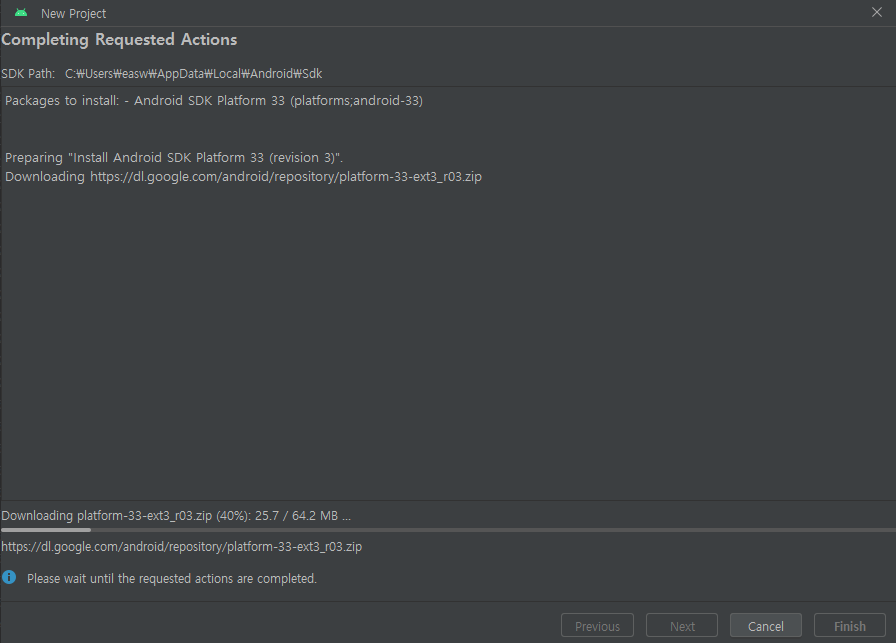 New Project
Completing Requested Actions
SDK Path: C:₩Users₩easw₩AppData₩Local₩Android₩Sdk
Packages to install: - Android SDK Platform 33 (platforms;android-33)
Preparing "Install Android SDK Platform 33 (revision 3)".
Downloading https://dl.google.com/android/repository/platform-33-ext3_r03.zip
Downloading platform-33-ext3_r03.zip (40%): 25.7 / 64.2 MB ...
https://dl.google.com/android/repository/platform-33-ext3_r03.zip
Please wait until the requested actions are completed.
Previous Next Cancel Finish